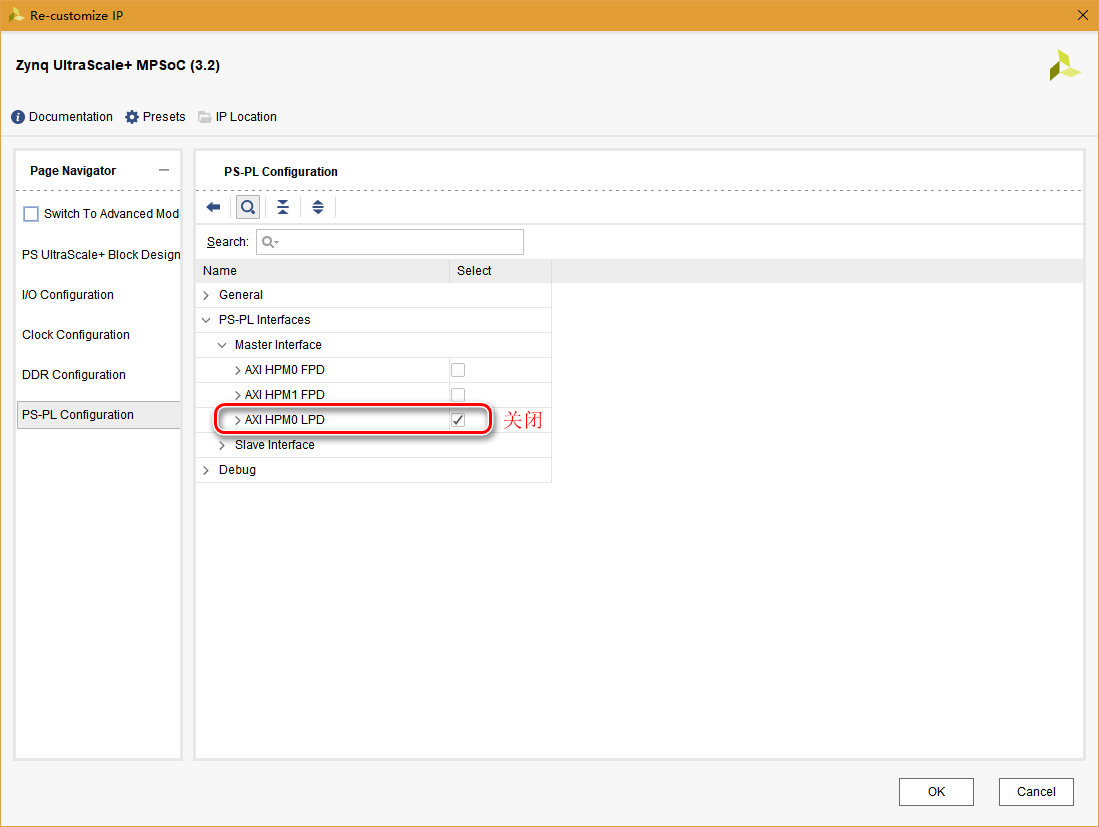 Re-customize IP
Zynq UltraScale+ MPSoC (3.2)
Documentation Presets IP Location
Page Navigator
Switch To Advanced Mod
PS UltraScale+ Block Design
I/O Configuration
Clock Configuration
DDR Configuration
PS-PL Configuration
PS-PL Configuration
Search:
Name Select
General
PS-PL Interfaces
Master Interface
AXI HPM0 FPD
AXI HPM1 FPD
AXI HPM0 LPD 关闭
Slave Interface
Debug
OK Cancel